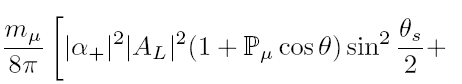 \frac{m_\mu}{8\pi} \left[ |\alpha_+|^2 |A_L|^2 (1 + \mathbb{P}_\mu \cos\theta) \sin^2 \frac{\theta_s}{2} + \right.